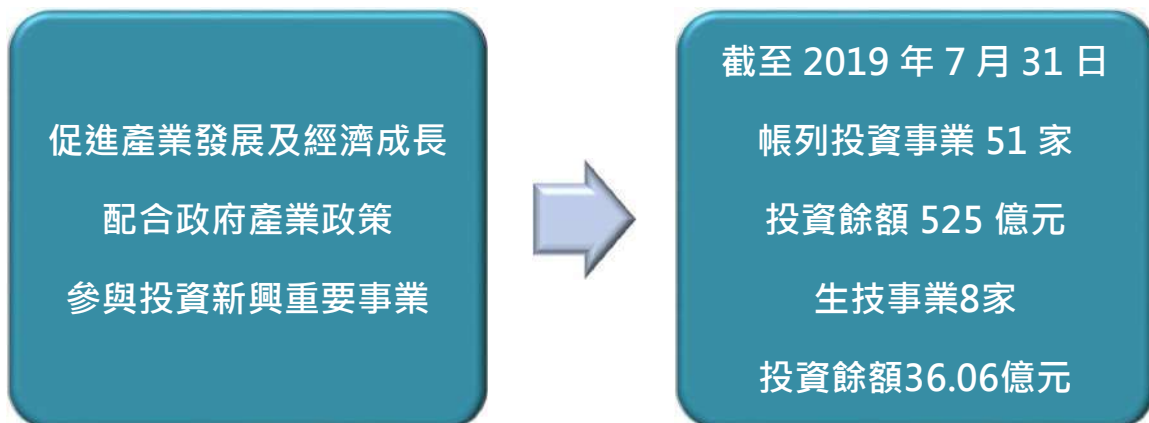 促進產業發展及經濟成長
配合政府產業政策
參與投資新興重要事業
截至 2019 年 7 月 31 日
帳列投資事業 51 家
投資餘額 525 億元
生技事業8家
投資餘額36.06億元